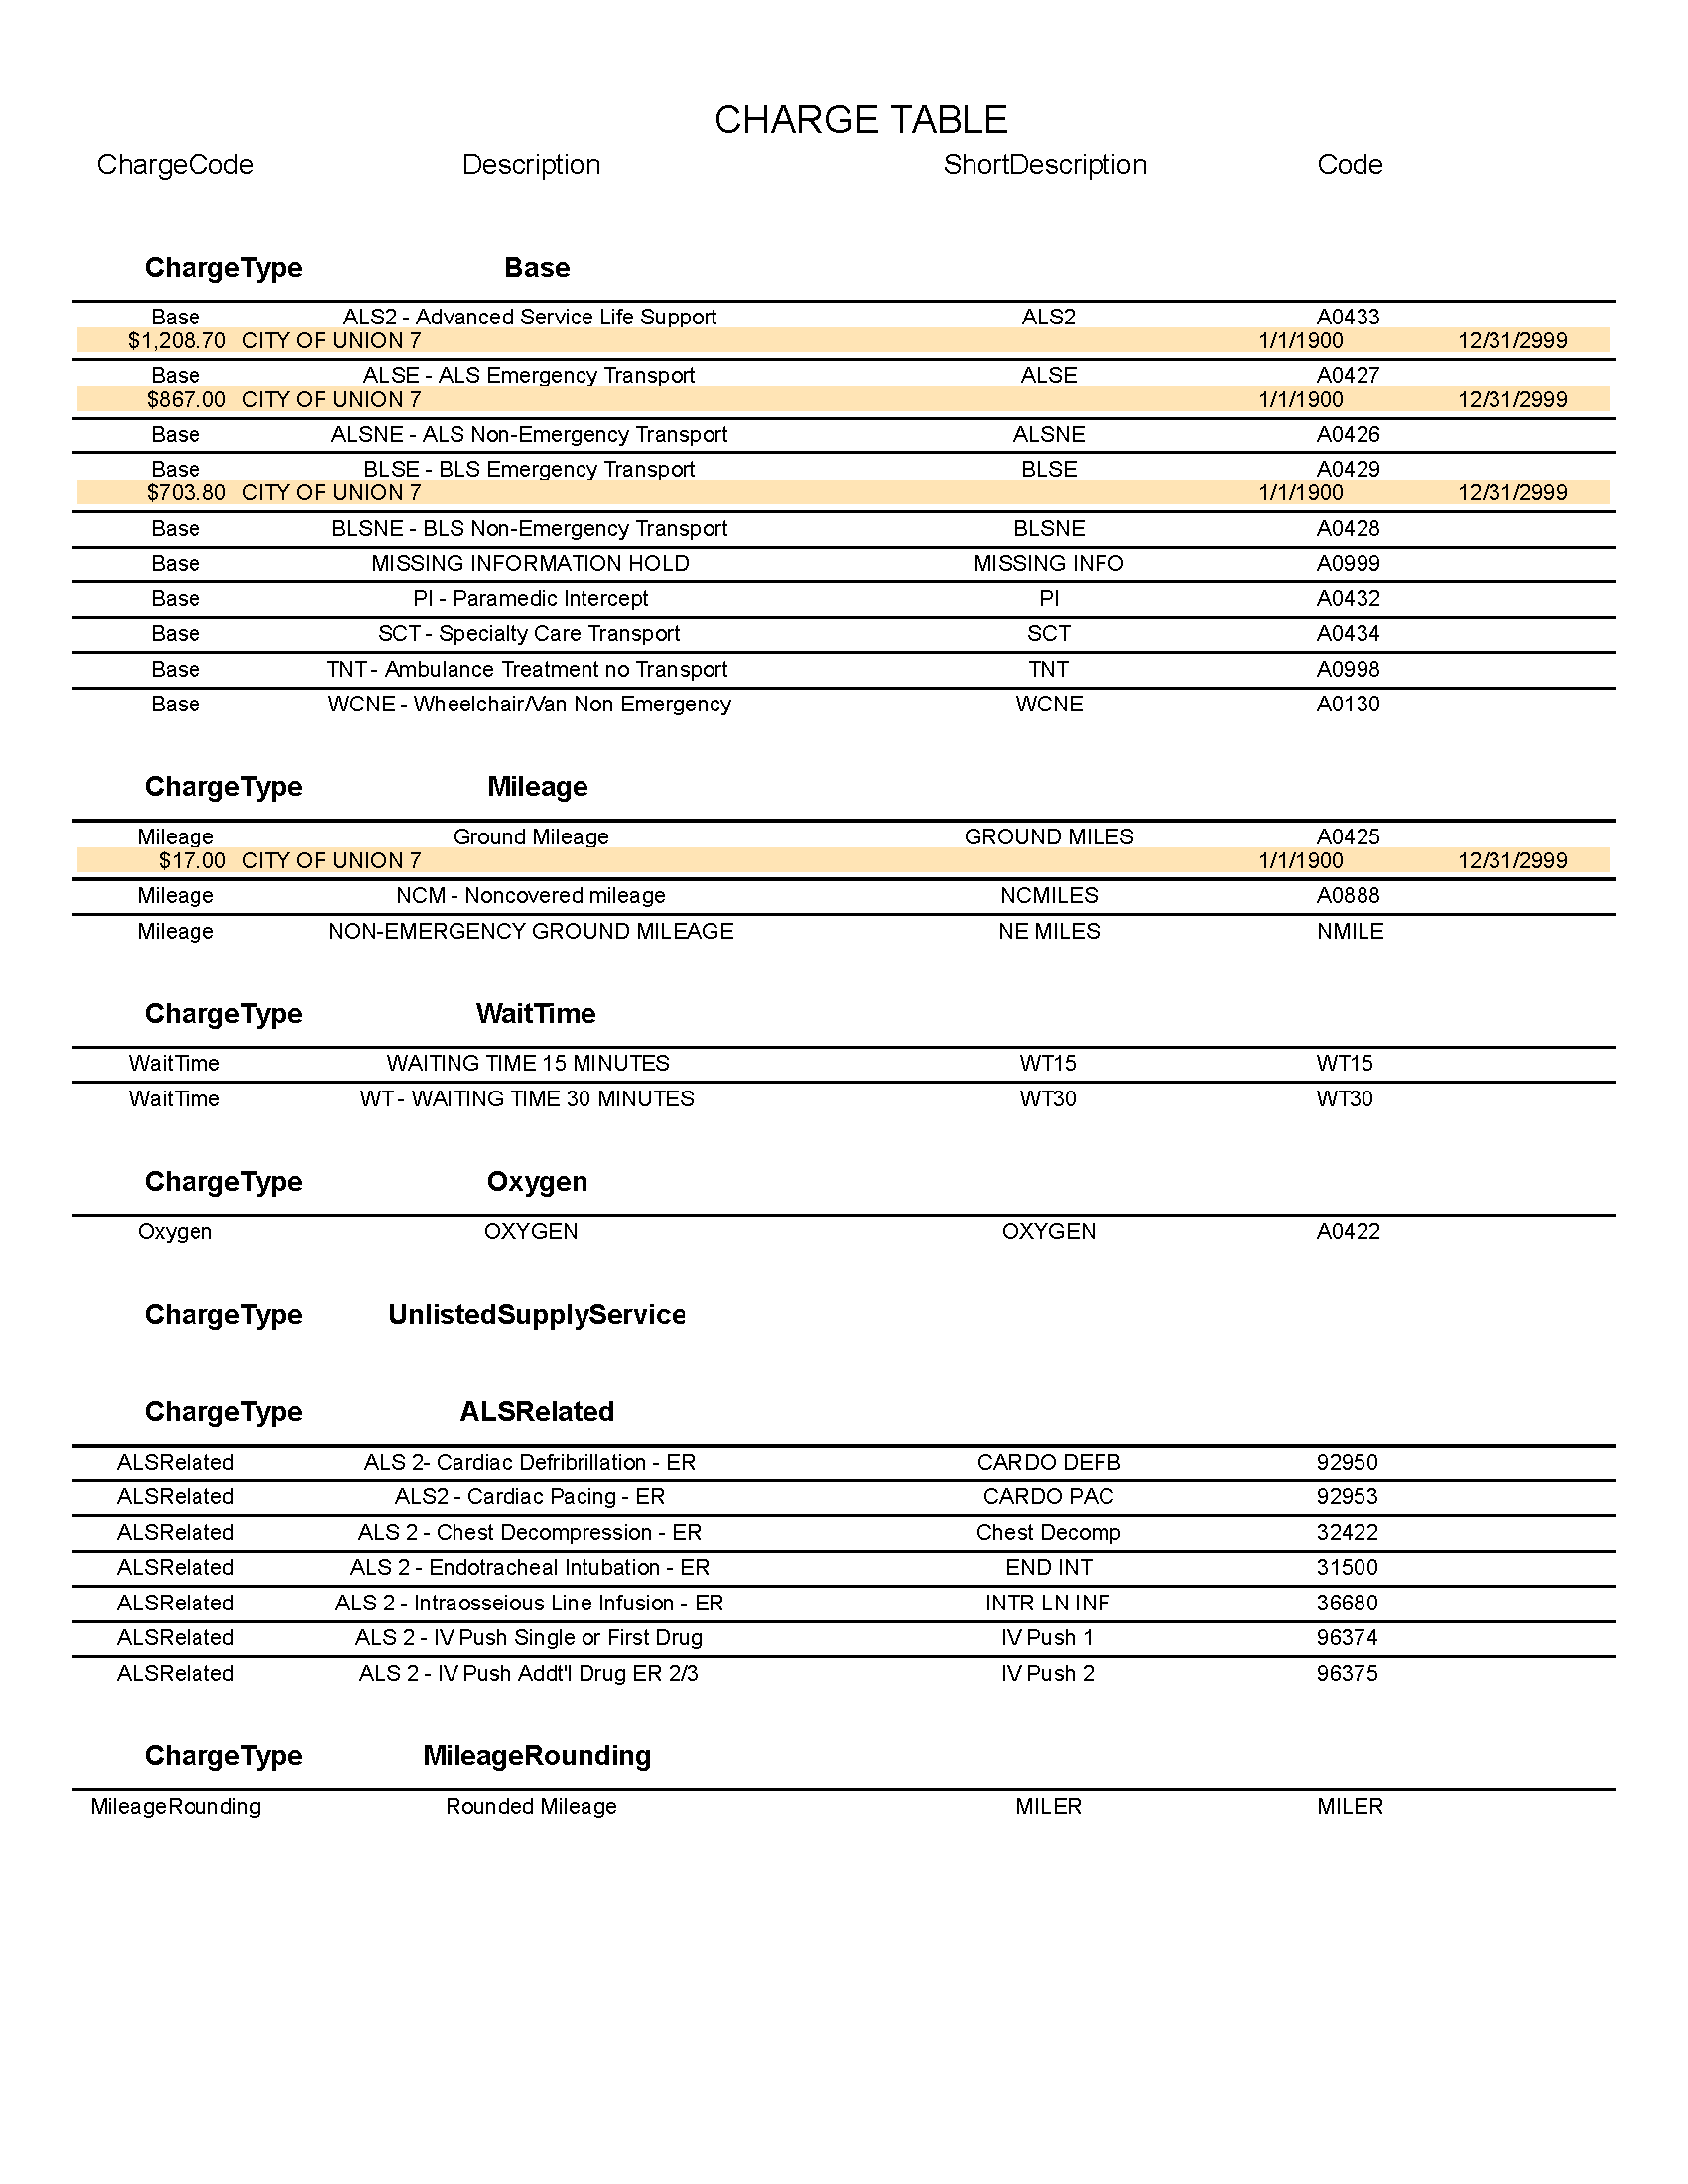 CHARGE TABLE
ChargeCode Description ShortDescription Code
ChargeType Base
Base ALS2 - Advanced Service Life Support ALS2 A0433
$1,208.70 CITY OF UNION 7 1/1/1900 12/31/2999
Base ALSE - ALS Emergency Transport ALSE A0427
$867.00 CITY OF UNION 7 1/1/1900 12/31/2999
Base ALSNE - ALS Non-Emergency Transport ALSNE A0426
Base BLSE - BLS Emergency Transport BLSE A0429
$703.80 CITY OF UNION 7 1/1/1900 12/31/2999
Base BLSNE - BLS Non-Emergency Transport BLSNE A0428
Base MISSING INFORMATION HOLD MISSING INFO A0999
Base PI - Paramedic Intercept PI A0432
Base SCT - Specialty Care Transport SCT A0434
Base TNT - Ambulance Treatment no Transport TNT A0998
Base WCNE - Wheelchair/Van Non Emergency WCNE A0130
ChargeType Mileage
Mileage Ground Mileage GROUND MILES A0425
$17.00 CITY OF UNION 7 1/1/1900 12/31/2999
Mileage NCM - Noncovered mileage NCMILES A0888
Mileage NON-EMERGENCY GROUND MILEAGE NE MILES NMILE
ChargeType WaitTime
WaitTime WAITING TIME 15 MINUTES WT15 WT15
WaitTime WT - WAITING TIME 30 MINUTES WT30 WT30
ChargeType Oxygen
Oxygen OXYGEN OXYGEN A0422
ChargeType UnlistedSupplyService
ChargeType ALSRelated
ALSRelated ALS 2- Cardiac Defribrillation - ER CARDO DEFB 92950
ALSRelated ALS2 - Cardiac Pacing - ER CARDO PAC 92953
ALSRelated ALS 2 - Chest Decompression - ER Chest Decomp 32422
ALSRelated ALS 2 - Endotracheal Intubation - ER END INT 31500
ALSRelated ALS 2 - Intraosseious Line Infusion - ER INTR LN INF 36680
ALSRelated ALS 2 - IV Push Single or First Drug IV Push 1 96374
ALSRelated ALS 2 - IV Push Addt'l Drug ER 2/3 IV Push 2 96375
ChargeType MileageRounding
MileageRounding Rounded Mileage MILER MILER